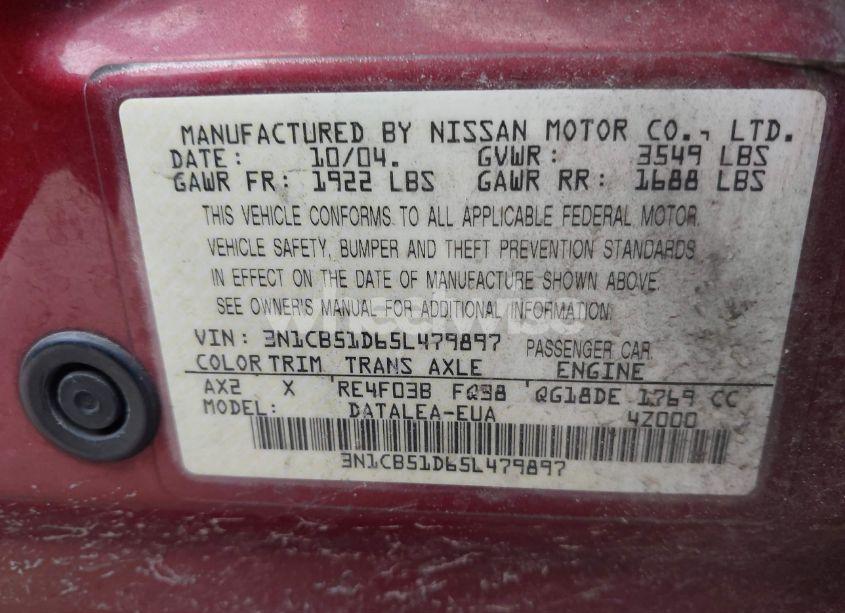 MANUFACTURED BY NISSAN MOTOR CO., LTD.
DATE: 10/04. GVWR: 3549 LBS
GAWR FR: 1922 LBS GAWR RR: 1688 LBS
THIS VEHICLE CONFORMS TO ALL APPLICABLE FEDERAL MOTOR
VEHICLE SAFETY, BUMPER AND THEFT PREVENTION STANDARDS
IN EFFECT ON THE DATE OF MANUFACTURE SHOWN ABOVE.
SEE OWNER'S MANUAL FOR ADDITIONAL INFORMATION.
VIN: 3N1CB51D65L479897 PASSENGER CAR
COLOR TRIM TRANS AXLE ENGINE
AX2 X RE4F03B FQ38 QG18DE 1769 CC
MODEL: DATALEA-EUA 4Z000
3N1CB51D65L479897